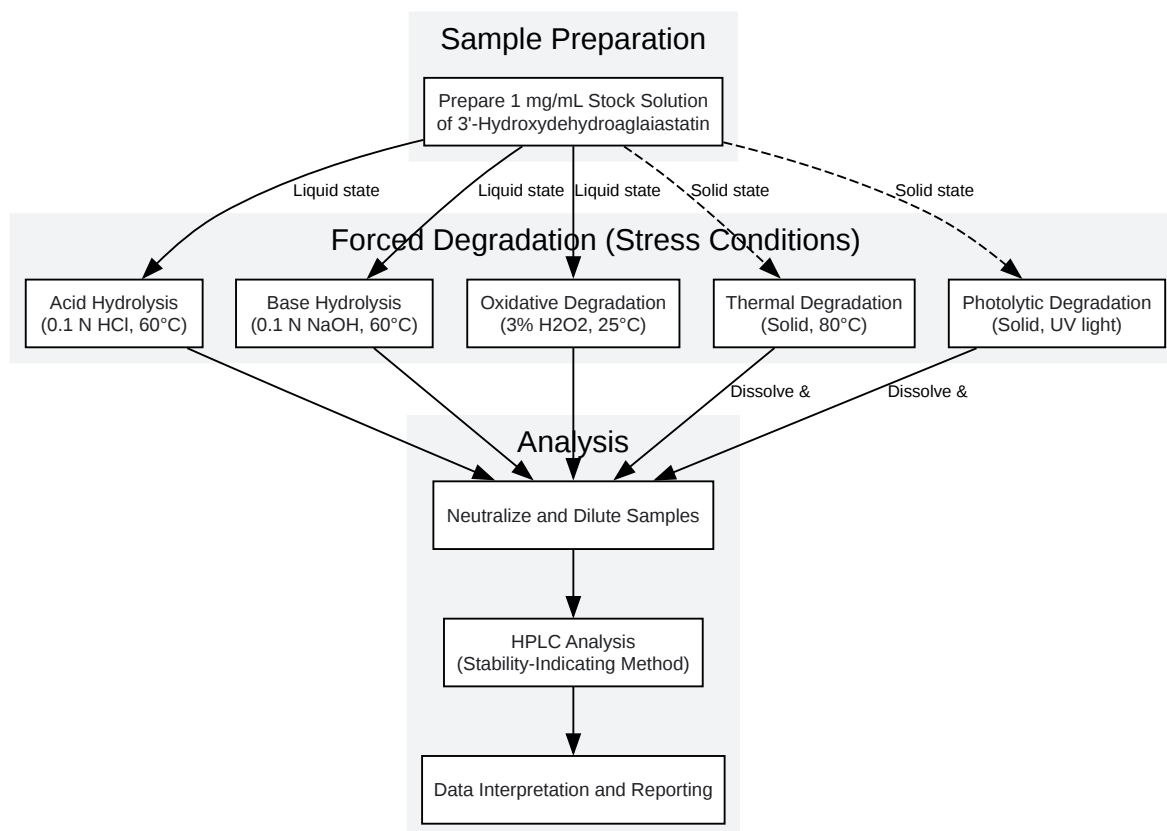 Sample Preparation
Prepare 1 mg/mL Stock Solution
of 3'-Hydroxydehydroaglaiastatin
Liquid state
Liquid state
Liquid state
Solid state
Solid state
Forced Degradation (Stress Conditions)
Acid Hydrolysis
(0.1 N HCl, 60°C)
Base Hydrolysis
(0.1 N NaOH, 60°C)
Oxidative Degradation
(3% H2O2, 25°C)
Thermal Degradation
(Solid, 80°C)
Photolytic Degradation
(Solid, UV light)
Dissolve &
Dissolve &
Analysis
Neutralize and Dilute Samples
HPLC Analysis
(Stability-Indicating Method)
Data Interpretation and Reporting